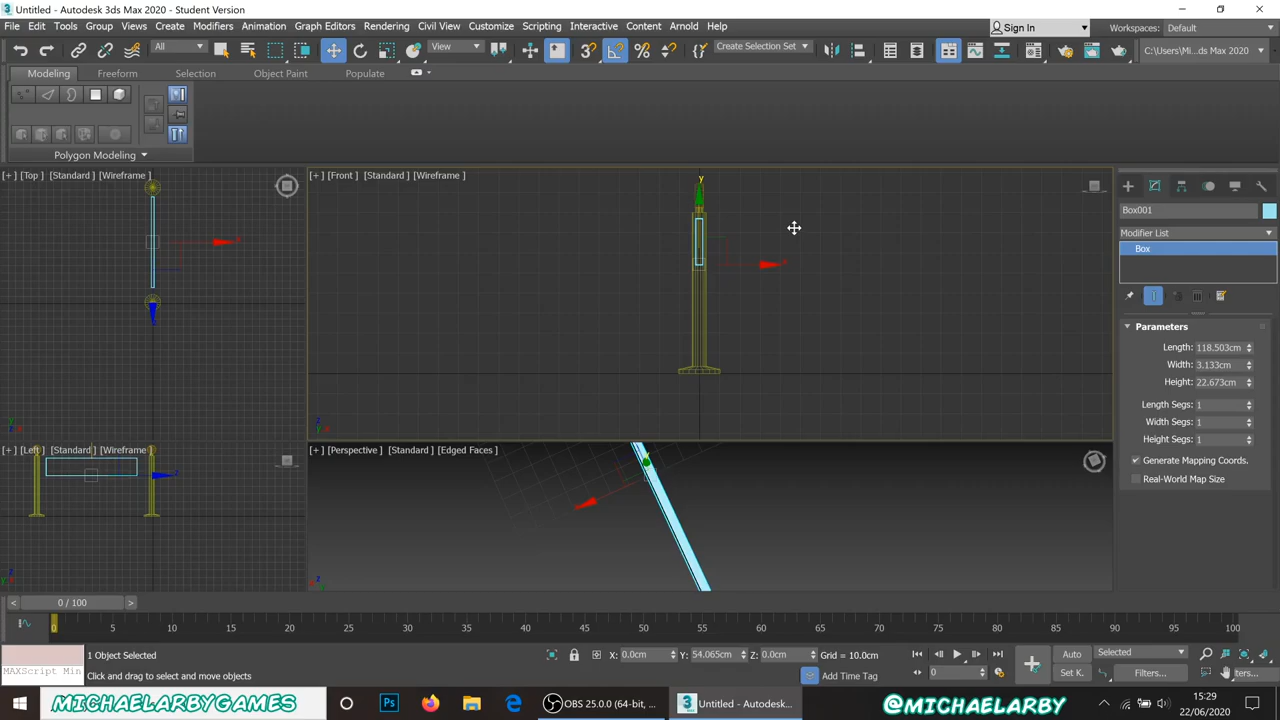 Untitled - Autodesk 3ds Max 2020 - Student Version
File Edit Tools Group Views Create Modifiers Animation Graph Editors Rendering Civil View Customize Scripting Interactive Content Arnold Help
Sign In Workspaces: Default
All View Create Selection Set C:\Users\Mi...ds Max 2020
Modeling Freeform Selection Object Paint Populate
Polygon Modeling
[+] [Top] [Standard] [Wireframe]
[+] [Front] [Standard] [Wireframe]
Box001
Modifier List
Box
Parameters
Length: 118.503cm
Width: 3.133cm
Height: 22.673cm
Length Segs: 1
Width Segs: 1
Height Segs: 1
Generate Mapping Coords.
Real-World Map Size
[+] [Left] [Standard] [Wireframe]
[+] [Perspective] [Standard] [Edged Faces]
0 / 100
0 5 10 15 20 25 30 35 40 45 50 55 60 65 70 75 80 85 90 95 100
1 Object Selected
X: 0.0cm Y: 54.065cm Z: 0.0cm Grid = 10.0cm
Auto Selected
MAXScript Min
Click and drag to select and move objects
Add Time Tag
0
Set K. Filters... ters...
MICHAELARBYGAMES
Ps
OBS 25.0.0 (64-bit, ...
Untitled - Autodesk...
@MICHAELARBY
15:29
22/06/2020